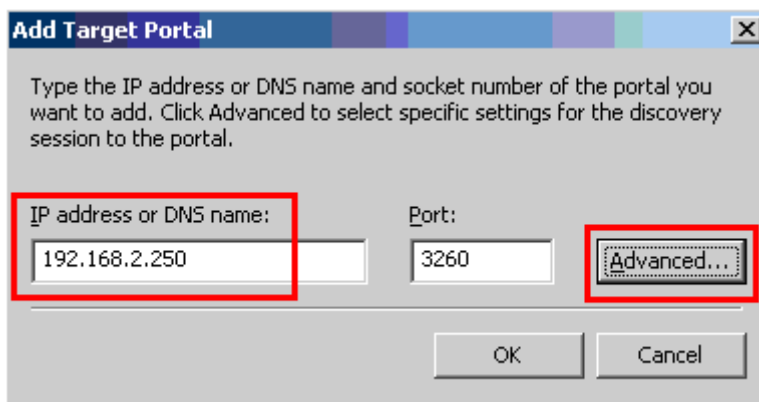 Add Target Portal
Type the IP address or DNS name and socket number of the portal you
want to add. Click Advanced to select specific settings for the discovery
session to the portal.
IP address or DNS name: Port:
192.168.2.250 3260 Advanced...
OK Cancel